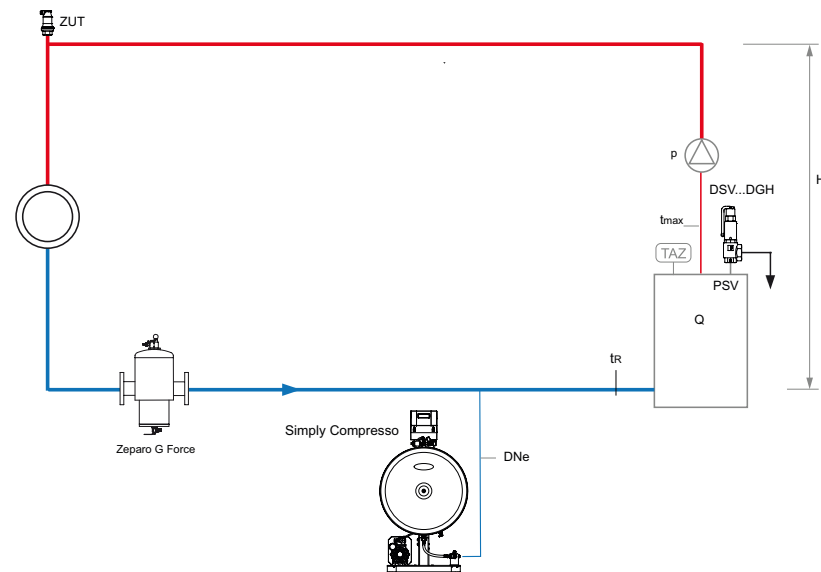 ZUT
p
H
DSV...DGH
tmax
TAZ
PSV
Q
tR
Simply Compresso
Zeparo G Force
DNe